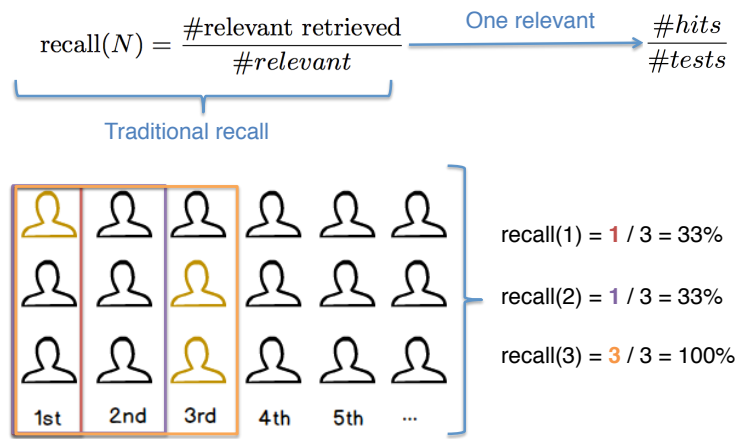 recall(N) = #relevant retrieved / #relevant
One relevant
#hits / #tests
Traditional recall
recall(1) = 1 / 3 = 33%
recall(2) = 1 / 3 = 33%
recall(3) = 3 / 3 = 100%
1st 2nd 3rd 4th 5th ...